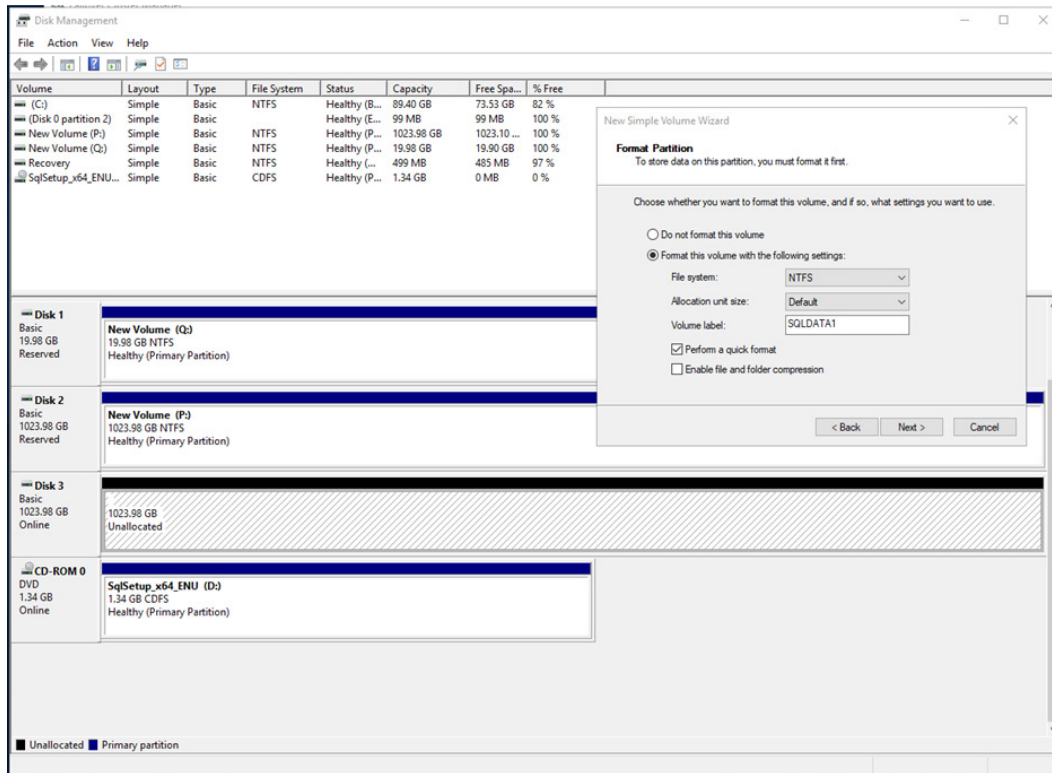 Disk Management
File Action View Help
Volume Layout Type File System Status Capacity Free Spa... % Free
(C:) Simple Basic NTFS Healthy (B... 89.40 GB 73.53 GB 82 %
(Disk 0 partition 2) Simple Basic Healthy (E... 99 MB 99 MB 100 %
New Volume (P:) Simple Basic NTFS Healthy (P... 1023.98 GB 1023.10 ... 100 %
New Volume (Q:) Simple Basic NTFS Healthy (P... 19.98 GB 19.90 GB 100 %
Recovery Simple Basic NTFS Healthy (... 499 MB 485 MB 97 %
SqlSetup_x64_ENU... Simple Basic CDFS Healthy (P... 1.34 GB 0 MB 0 %
New Simple Volume Wizard
Format Partition
To store data on this partition, you must format it first.
Choose whether you want to format this volume, and if so, what settings you want to use.
Do not format this volume
Format this volume with the following settings:
File system: NTFS
Allocation unit size: Default
Volume label: SQLDATA1
Perform a quick format
Enable file and folder compression
< Back Next > Cancel
Disk 1
Basic
19.98 GB
Reserved
New Volume (Q:)
19.98 GB NTFS
Healthy (Primary Partition)
Disk 2
Basic
1023.98 GB
Reserved
New Volume (P:)
1023.98 GB NTFS
Healthy (Primary Partition)
Disk 3
Basic
1023.98 GB
Online
1023.98 GB
Unallocated
CD-ROM 0
DVD
1.34 GB
Online
SqlSetup_x64_ENU (D:)
1.34 GB CDFS
Healthy (Primary Partition)
Unallocated Primary partition